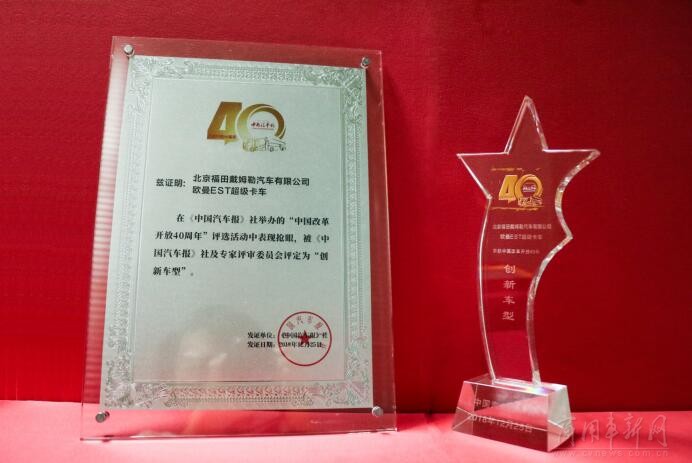 40
中国汽车报
兹证明：
北京福田戴姆勒汽车有限公司
欧曼EST超级卡车
在《中国汽车报》社举办的“中国改革
开放40周年”评选活动中表现抢眼，被《中
国汽车报》社及专家评审委员会评定为“创
新车型”。
发证单位：《中国汽车报》社
发证日期：2018年12月25日
40
北京福田戴姆勒汽车有限公司
欧曼EST超级卡车
创新车型
2018年12月25日
商用车新网
www.cvnews.com.cn